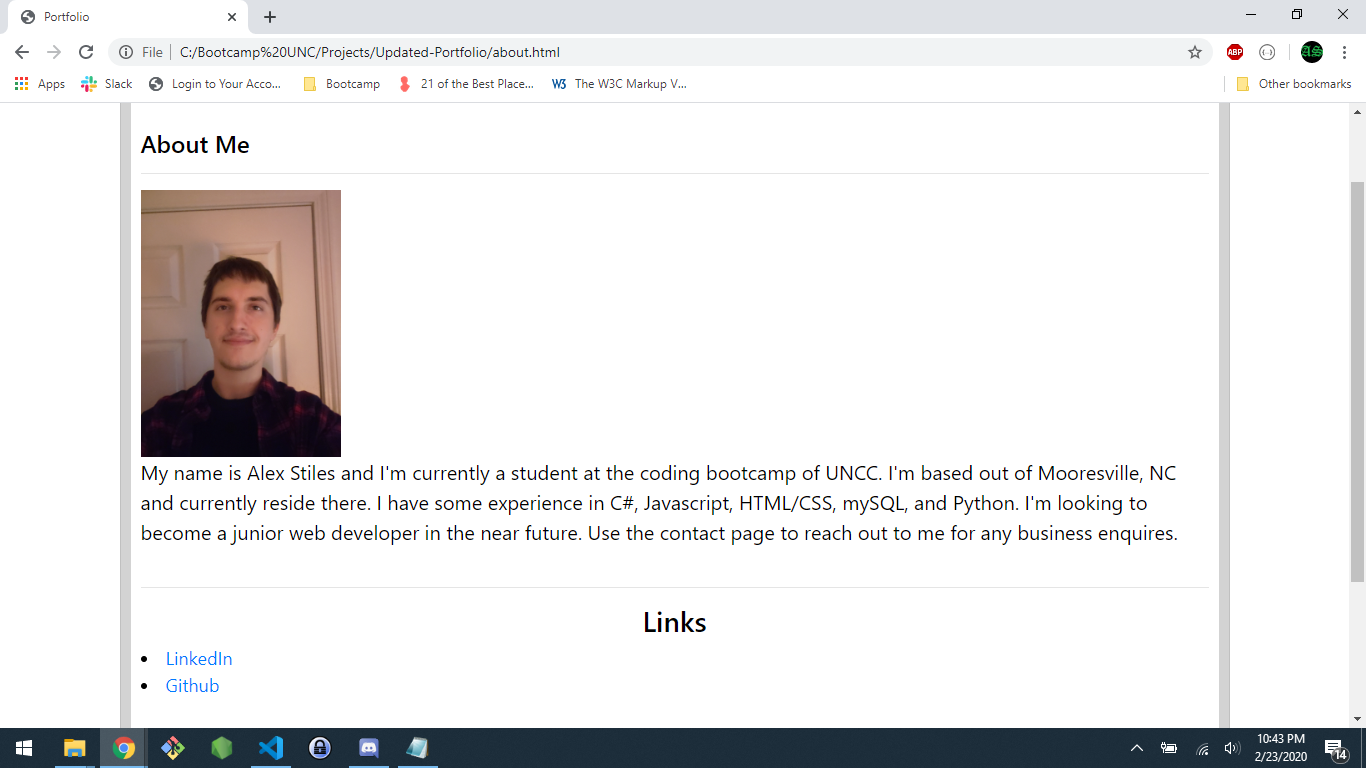 Portfolio
File
C:/Bootcamp%20UNC/Projects/Updated-Portfolio/about.html
ABP
AS
Apps
Slack
Login to Your Acco...
Bootcamp
21 of the Best Place...
W3
The W3C Markup V...
Other bookmarks
About Me
My name is Alex Stiles and I'm currently a student at the coding bootcamp of UNCC. I'm based out of Mooresville, NC
and currently reside there. I have some experience in C#, Javascript, HTML/CSS, mySQL, and Python. I'm looking to
become a junior web developer in the near future. Use the contact page to reach out to me for any business enquires.
Links
LinkedIn
Github
10:43 PM
2/23/2020
14